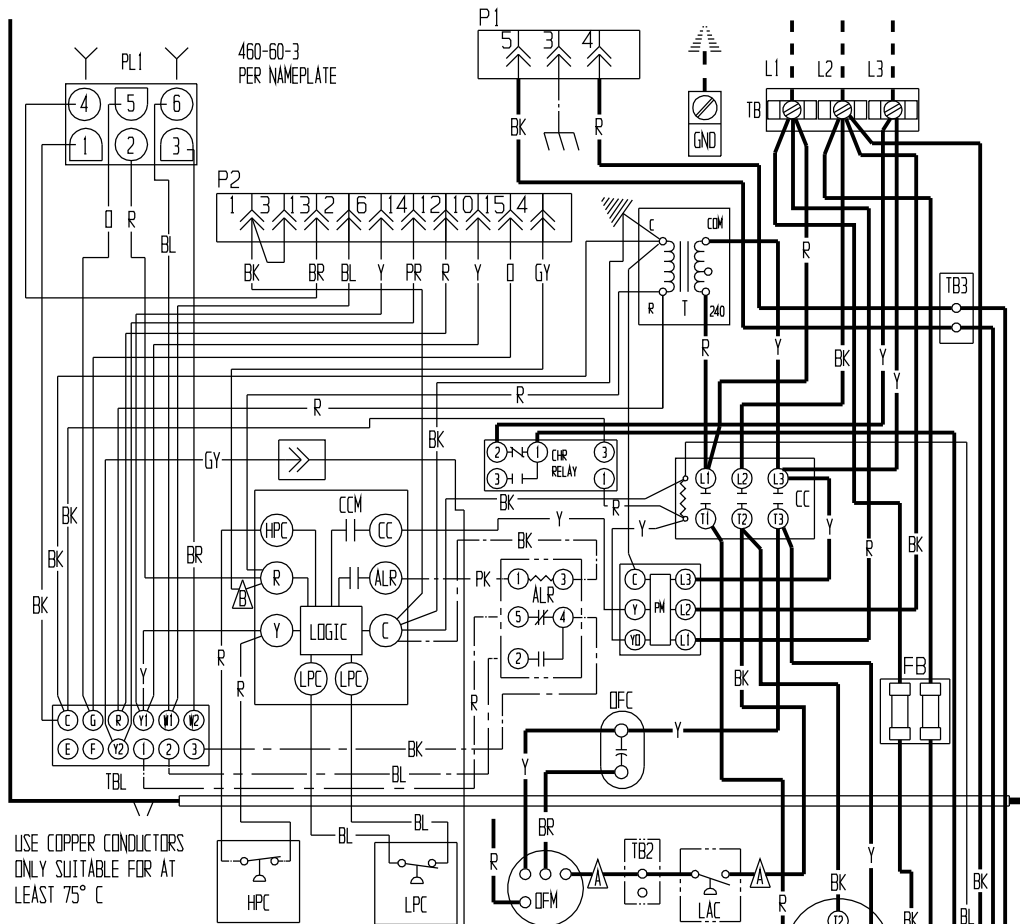 P1
5 3 4
PL1
460-60-3
PER NAMEPLATE
4 5 6
1 2 3
L1 L2 L3
TB
GND
BK R
P2
1 3 13 2 6 14 12 10 15 4
O R BL
BK BR BL Y PR R Y O GY
C COM
R T 240
R
TB3
R Y BK Y Y
R
R
BK
GY
2 1 3
3 1
CHR
RELAY
L1 L2 L3
CC
T1 T2 T3
BK
R
Y
Y
BK
Y
R
BK
BK
BK
BR
BK
CCM
HPC CC
R ALR
B
Y LOGIC C
LPC LPC
PK
1 3
ALR
5 4
2
C L3
Y PM L2
YO L1
R
Y
R
R
BK
FB
C G R Y1 W1 W2
E F Y2 1 2 3
TBL
BK
BL
OFC
Y
Y
BR
R
USE COPPER CONDUCTORS
ONLY SUITABLE FOR AT
LEAST 75° C
BL
BL
HPC
LPC
OFM
A
TB2
A
LAC
R
BK
Y
BK
BK
BL
T2